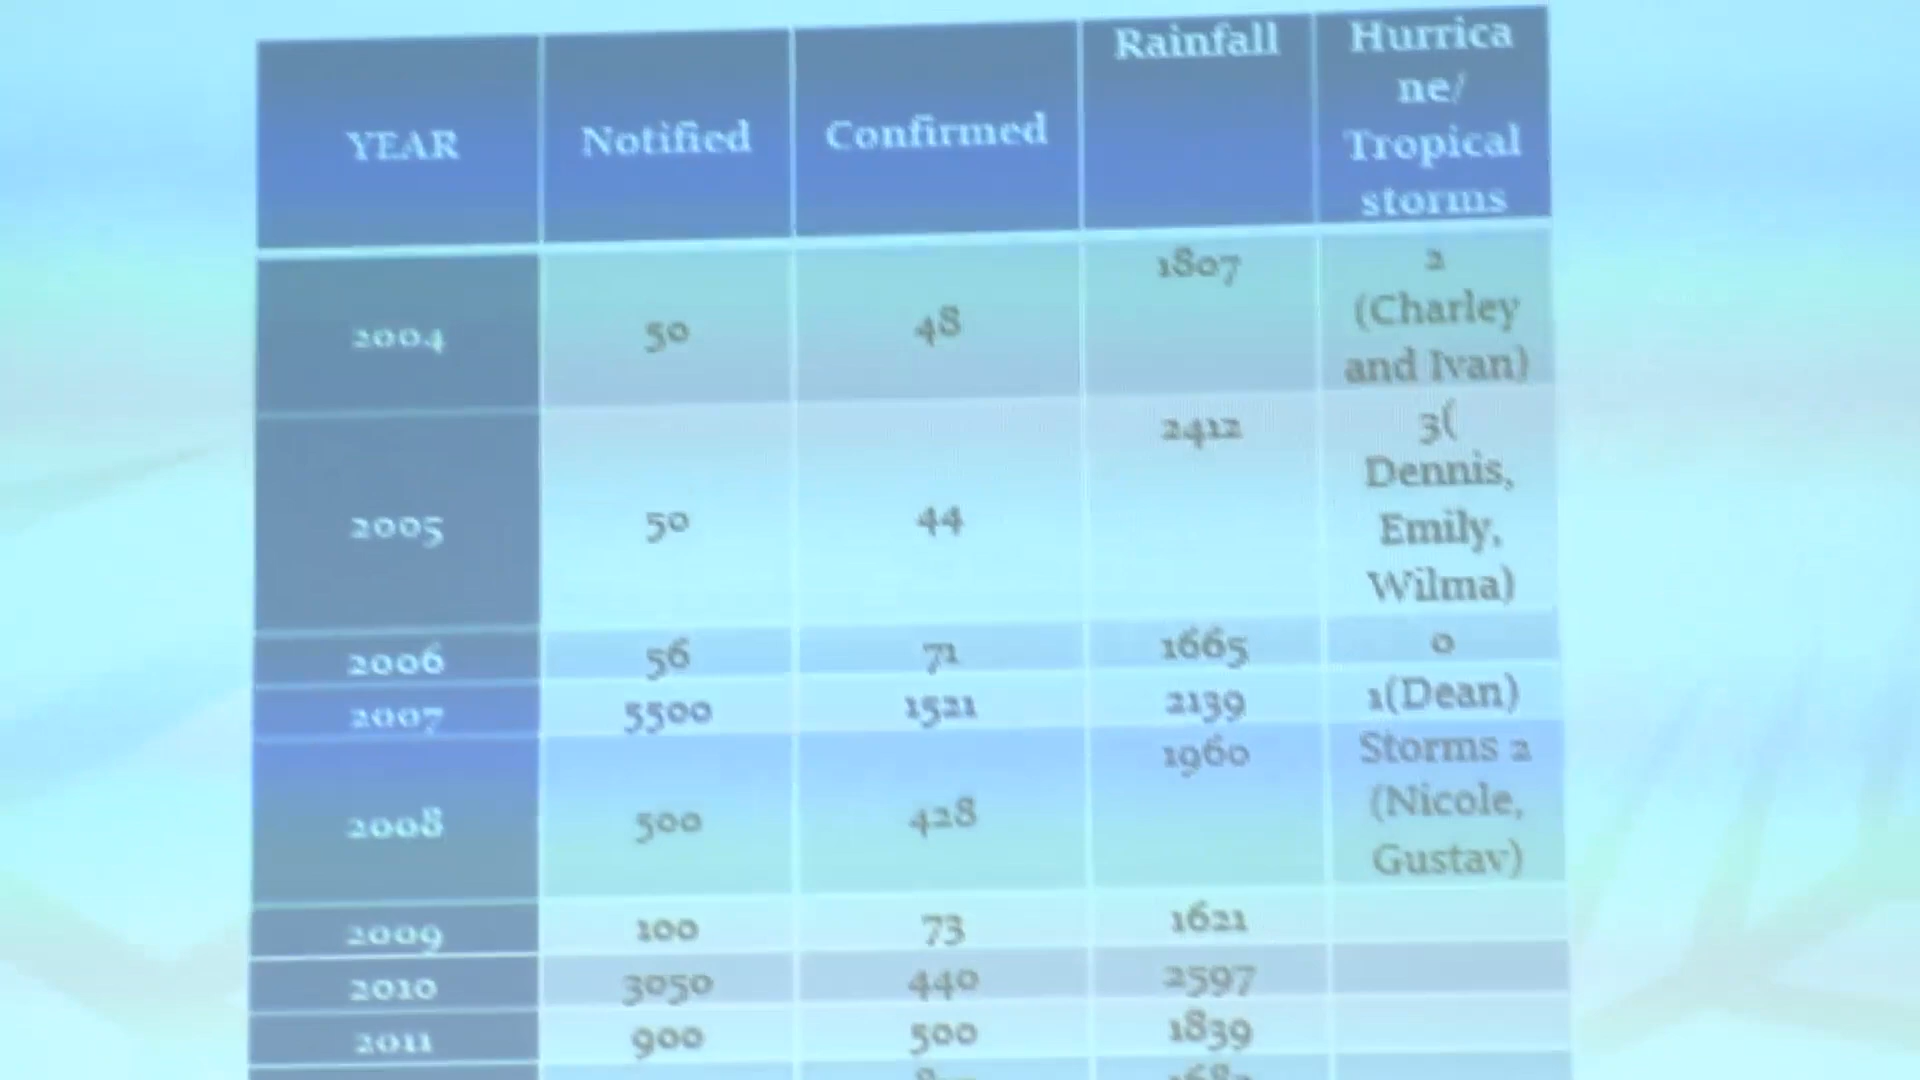 YEAR Notified Confirmed Rainfall Hurrica
ne/
Tropical
storms
2004 50 48 1807 2
(Charley
and Ivan)
2005 50 44 2412 3(
Dennis,
Emily,
Wilma)
2006 56 71 1665 0
2007 5500 1521 2139 1(Dean)
2008 500 428 1960 Storms 2
(Nicole,
Gustav)
2009 100 73 1621
2010 3050 440 2597
2011 900 500 1839